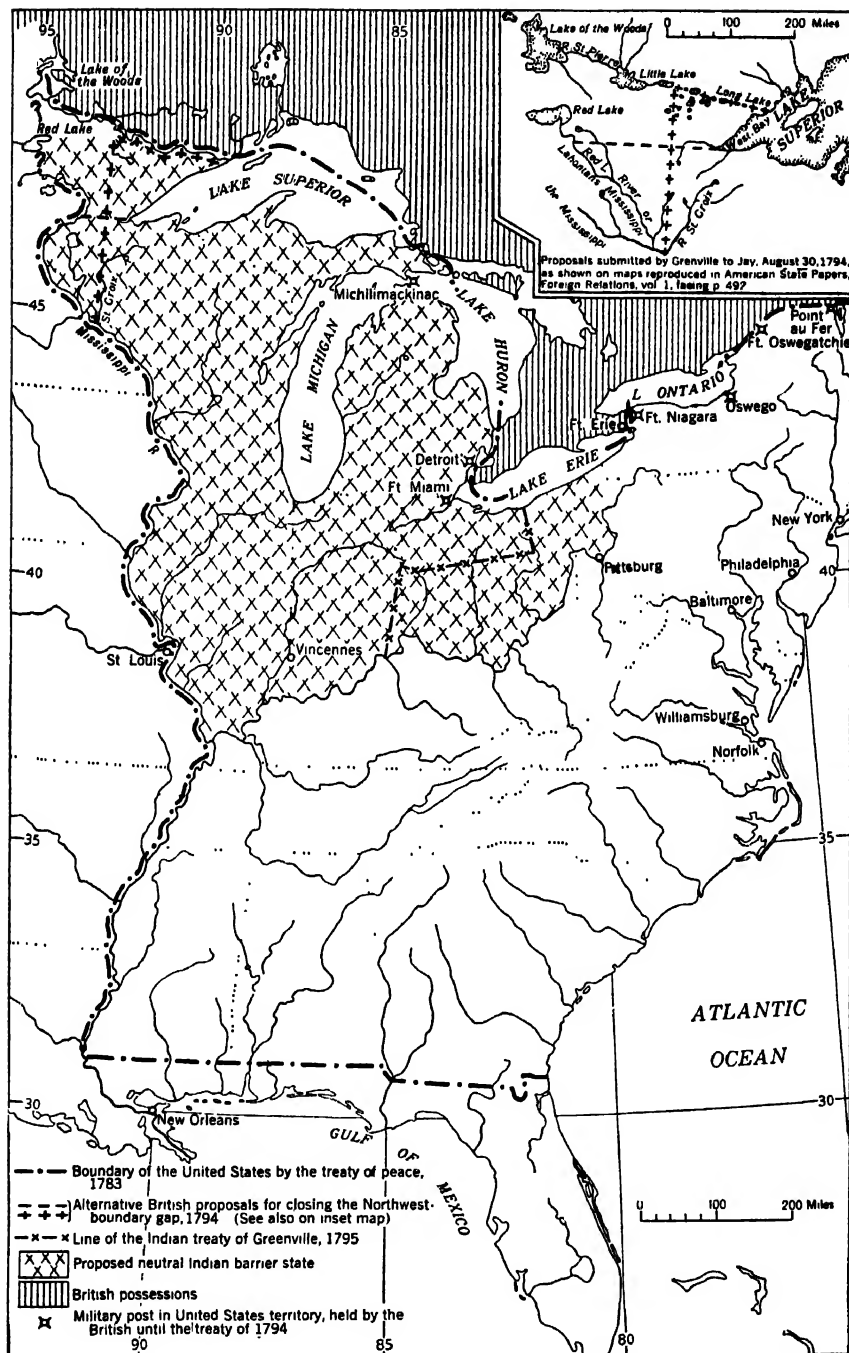 95
90
85
Lake of the Woods
R St Pierre
Little Lake
Long Lake
Red Lake
West Bay
LAKE
SUPERIOR
Red L
River or
Lahontans Mississippi
the Mississippi
R St Croix
0 100 200 Miles
Proposals submitted by Grenville to Jay, August 30, 1794,
as shown on maps reproduced in American State Papers,
Foreign Relations, vol 1, facing p 492
Lake of
the Woods
Red Lake
LAKE SUPERIOR
St Croix
Mississippi
R
45
Michilimackinac
LAKE MICHIGAN
LAKE HURON
Point
au Fer
Ft. Oswegatchie
L ONTARIO
Oswego
Ft. Erie
Ft. Niagara
Detroit
LAKE ERIE
Ft Miami
New York
40
Pittsburg
Philadelphia
40
Baltimore
St Louis
Vincennes
Williamsburg
Norfolk
35
35
ATLANTIC
OCEAN
30
30
New Orleans
GULF OF MEXICO
Boundary of the United States by the treaty of peace,
1783
Alternative British proposals for closing the Northwest-
boundary gap, 1794 (See also on inset map)
Line of the Indian treaty of Greenville, 1795
Proposed neutral Indian barrier state
British possessions
Military post in United States territory, held by the
British until the treaty of 1794
0 100 200 Miles
90
85
80